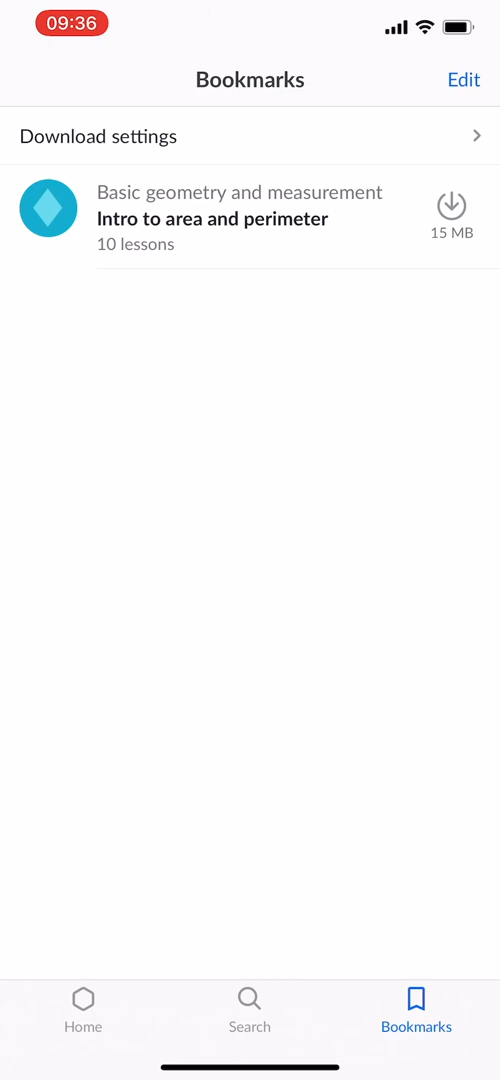 09:36
Bookmarks
Edit
Download settings
Basic geometry and measurement
Intro to area and perimeter
10 lessons
15 MB
Home
Search
Bookmarks